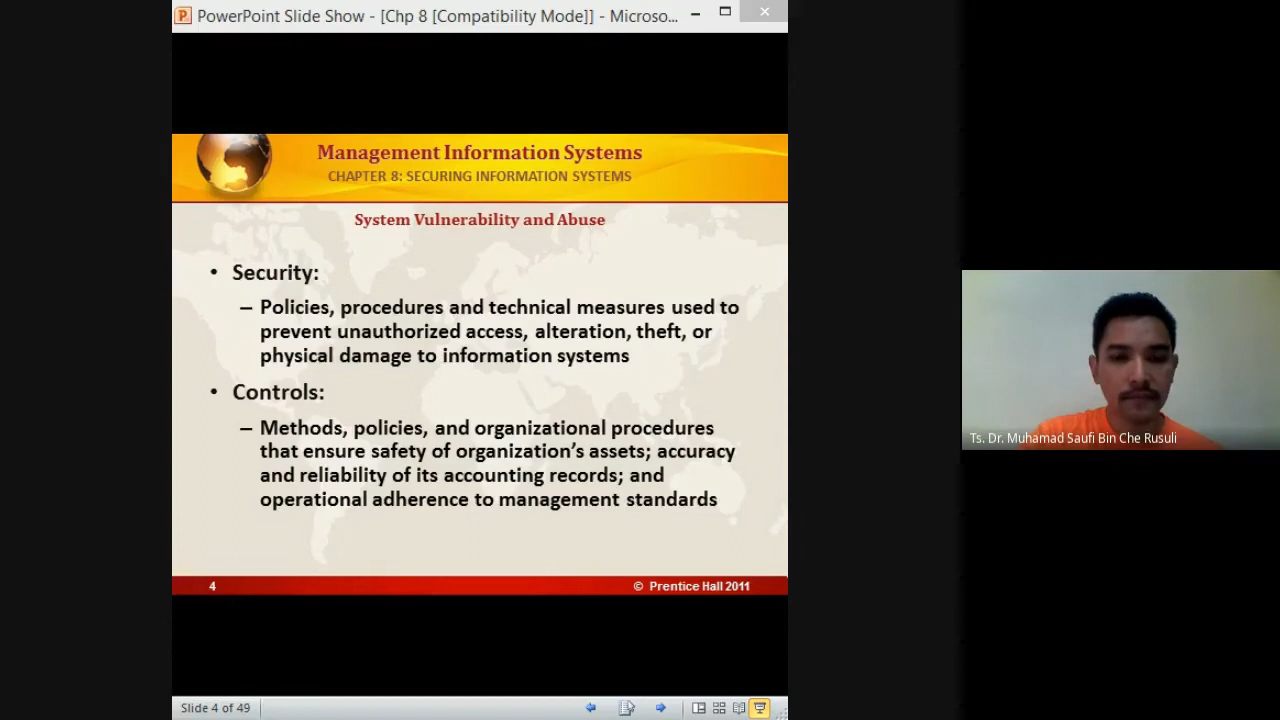 PowerPoint Slide Show - [Chp 8 [Compatibility Mode]] - Microso...
Management Information Systems
CHAPTER 8: SECURING INFORMATION SYSTEMS
System Vulnerability and Abuse
• Security:
– Policies, procedures and technical measures used to
prevent unauthorized access, alteration, theft, or
physical damage to information systems
• Controls:
– Methods, policies, and organizational procedures
that ensure safety of organization’s assets; accuracy
and reliability of its accounting records; and
operational adherence to management standards
4
© Prentice Hall 2011
Slide 4 of 49
Ts. Dr. Muhamad Saufi Bin Che Rusuli